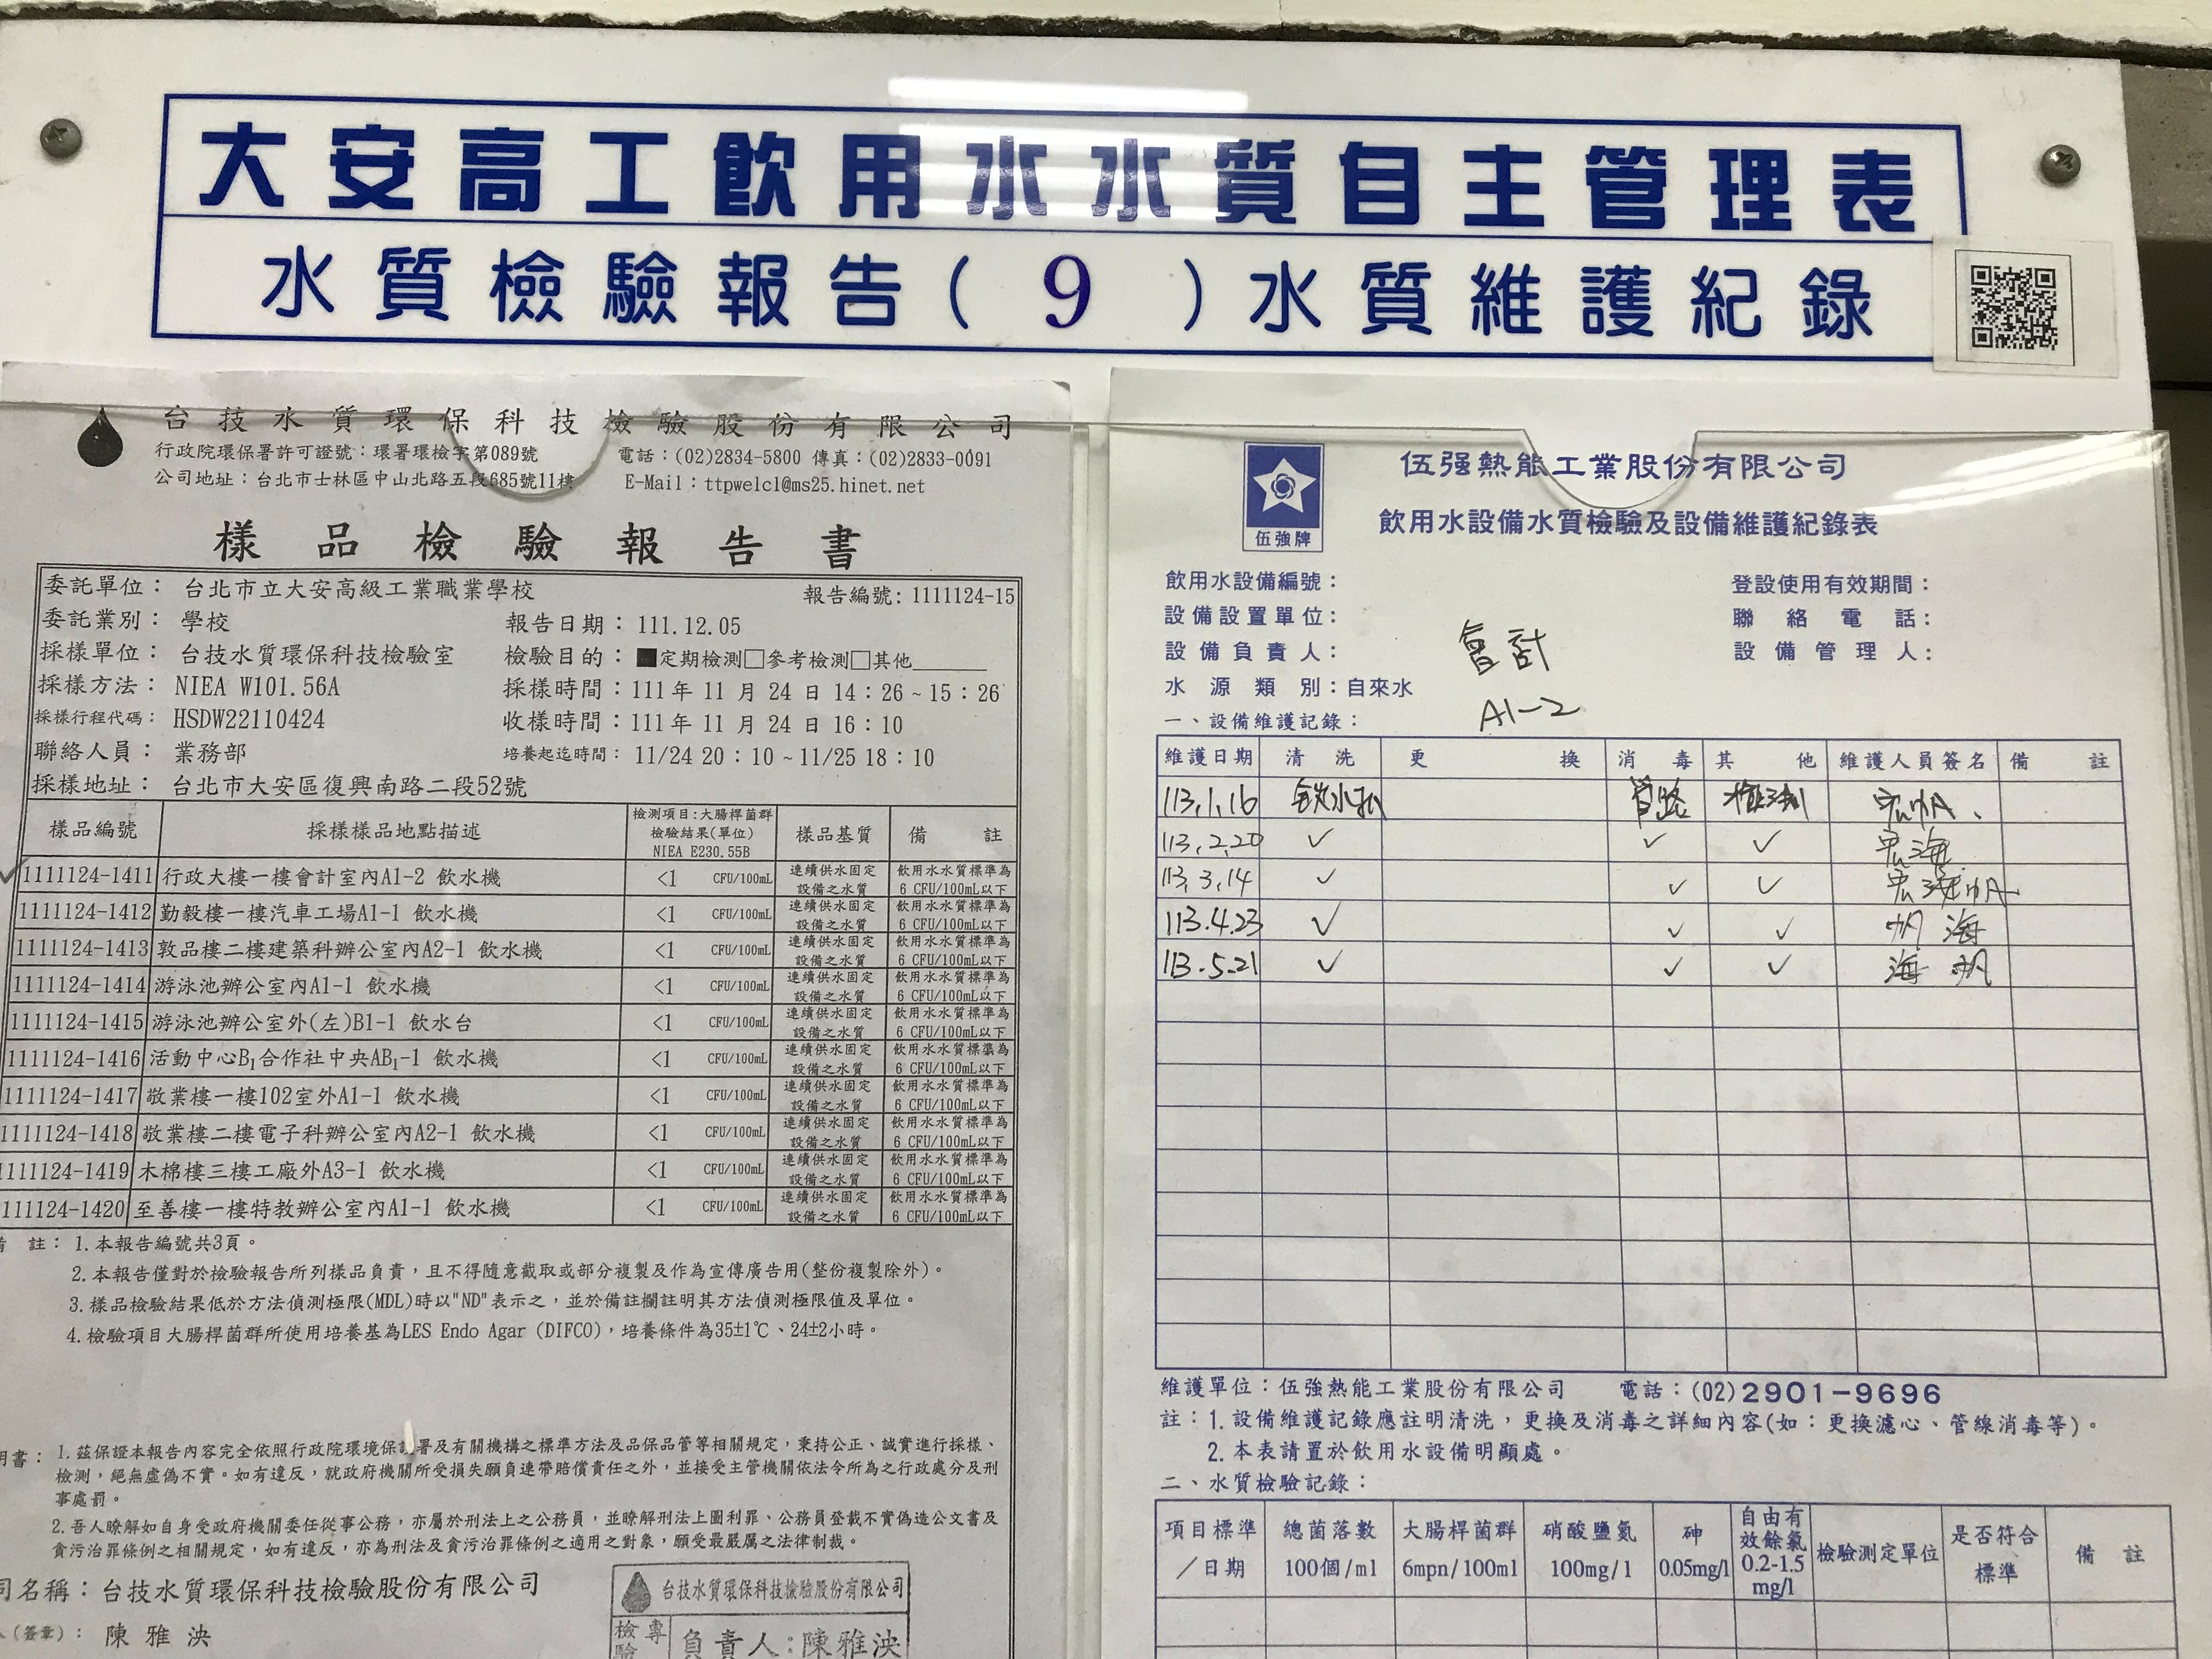 大安高工飲用水水質自主管理表
水質檢驗報告( 9 )水質維護紀錄
台技水質環保科技檢驗股份有限公司
行政院環保署許可證號：環署環檢字第089號 電話：(02)2834-5800 傳真：(02)2833-0091
公司地址：台北市士林區中山北路五段685號11樓 E-Mail：ttpwelcl@ms25.hinet.net
樣品檢驗報告書
委託單位： 台北市立大安高級工業職業學校 報告編號: 1111124-15
委託業別： 學校 報告日期：111.12.05
採樣單位： 台技水質環保科技檢驗室 檢驗目的：■定期檢測□參考檢測□其他
採樣方法： NIEA W101.56A 採樣時間：111 年 11 月 24 日 14：26 ~ 15：26
採樣行程代碼： HSDW22110424 收樣時間：111 年 11 月 24 日 16：10
聯絡人員： 業務部 培養起迄時間： 11/24 20：10 ~ 11/25 18：10
採樣地址： 台北市大安區復興南路二段52號
樣品編號 採樣樣品地點描述 檢測項目:大腸桿菌群 檢驗結果(單位) NIEA E230.55B 樣品基質 備 註
1111124-1411 行政大樓一樓會計室內A1-2 飲水機 <1 CFU/100mL 連續供水固定設備之水質 飲用水水質標準為6 CFU/100mL以下
1111124-1412 勤毅樓一樓汽車工場A1-1 飲水機 <1 CFU/100mL 連續供水固定設備之水質 飲用水水質標準為6 CFU/100mL以下
1111124-1413 敦品樓二樓建築科辦公室內A2-1 飲水機 <1 CFU/100mL 連續供水固定設備之水質 飲用水水質標準為6 CFU/100mL以下
1111124-1414 游泳池辦公室內A1-1 飲水機 <1 CFU/100mL 連續供水固定設備之水質 飲用水水質標準為6 CFU/100mL以下
1111124-1415 游泳池辦公室外(左)B1-1 飲水台 <1 CFU/100mL 連續供水固定設備之水質 飲用水水質標準為6 CFU/100mL以下
1111124-1416 活動中心B1合作社中央AB1-1 飲水機 <1 CFU/100mL 連續供水固定設備之水質 飲用水水質標準為6 CFU/100mL以下
1111124-1417 敬業樓一樓102室外A1-1 飲水機 <1 CFU/100mL 連續供水固定設備之水質 飲用水水質標準為6 CFU/100mL以下
1111124-1418 敬業樓二樓電子科辦公室內A2-1 飲水機 <1 CFU/100mL 連續供水固定設備之水質 飲用水水質標準為6 CFU/100mL以下
1111124-1419 木棉樓三樓工廠外A3-1 飲水機 <1 CFU/100mL 連續供水固定設備之水質 飲用水水質標準為6 CFU/100mL以下
111124-1420 至善樓一樓特教辦公室內A1-1 飲水機 <1 CFU/100mL 連續供水固定設備之水質 飲用水水質標準為6 CFU/100mL以下
註：1.本報告編號共3頁。
2.本報告僅對於檢驗報告所列樣品負責，且不得隨意截取或部分複製及作為宣傳廣告用(整份複製除外)。
3.樣品檢驗結果低於方法偵測極限(MDL)時以"ND"表示之，並於備註欄註明其方法偵測極限值及單位。
4.檢驗項目大腸桿菌群所使用培養基為LES Endo Agar (DIFCO)，培養條件為35±1℃、24±2小時。
明書：1.茲保證本報告內容完全依照行政院環境保 署及有關機構之標準方法及品保品管等相關規定，秉持公正、誠實進行採樣、
檢測，絕無虛偽不實。如有違反，就政府機關所受損失願負連帶賠償責任之外，並接受主管機關依法令所為之行政處分及刑
事處罰。
2.吾人瞭解如自身受政府機關委任從事公務，亦屬於刑法上之公務員，並瞭解刑法上圖利罪、公務員登載不實偽造公文書及
貪污治罪條例之相關規定，如有違反，亦為刑法及貪污治罪條例之適用之對象，願受最嚴厲之法律制裁。
司名稱：台技水質環保科技檢驗股份有限公司
(簽章)：陳雅泱
台技水質環保科技檢驗股份有限公司
檢驗專
負責人:陳雅泱
伍強牌
伍强熱能工業股份有限公司
飲用水設備水質檢驗及設備維護紀錄表
飲用水設備編號： 登設使用有效期間：
設備設置單位： 聯絡電話：
設備負責人： 會計 設備管理人：
水源類別：自來水 A1-2
一、設備維護記錄：
維護日期 清洗 更換 消毒 其他 維護人員簽名 備註
113.1.16 飲水機 管路 檢測
113.2.20 ✓ ✓ ✓ 宏海
113.3.14 ✓ ✓ ✓
113.4.23 ✓ ✓ ✓ 帆 海
113.5.21 ✓ ✓ ✓ 海 帆
維護單位：伍強熱能工業股份有限公司 電話：(02)2901-9696
註：1.設備維護記錄應註明清洗，更換及消毒之詳細內容(如：更換濾心、管線消毒等)。
2.本表請置於飲用水設備明顯處。
二、水質檢驗記錄：
項目標準／日期 總菌落數100個/ml 大腸桿菌群6mpn/100ml 硝酸鹽氮100mg/l 砷0.05mg/l 自由有效餘氯0.2-1.5mg/l 檢驗測定單位 是否符合標準 備註